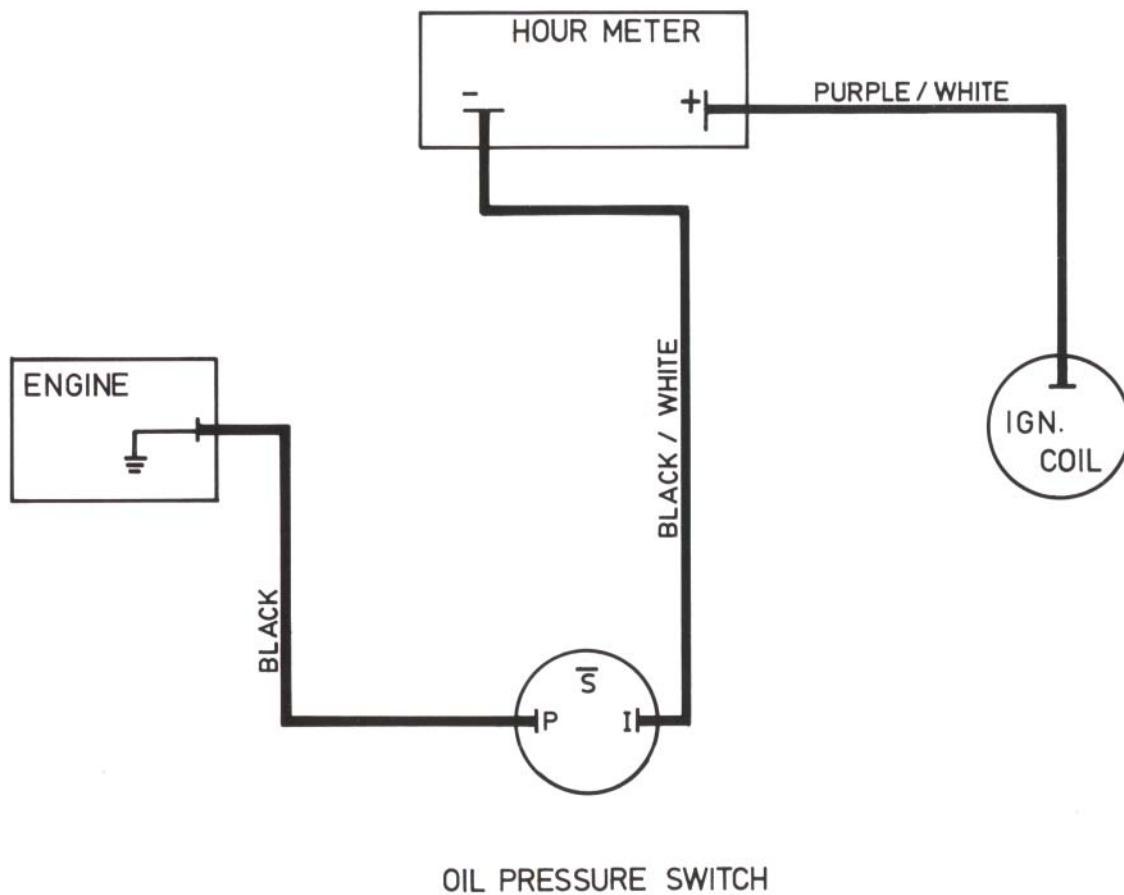 HOUR METER
-
+
PURPLE / WHITE
ENGINE
BLACK / WHITE
IGN.
COIL
BLACK
S
P
I
OIL PRESSURE SWITCH